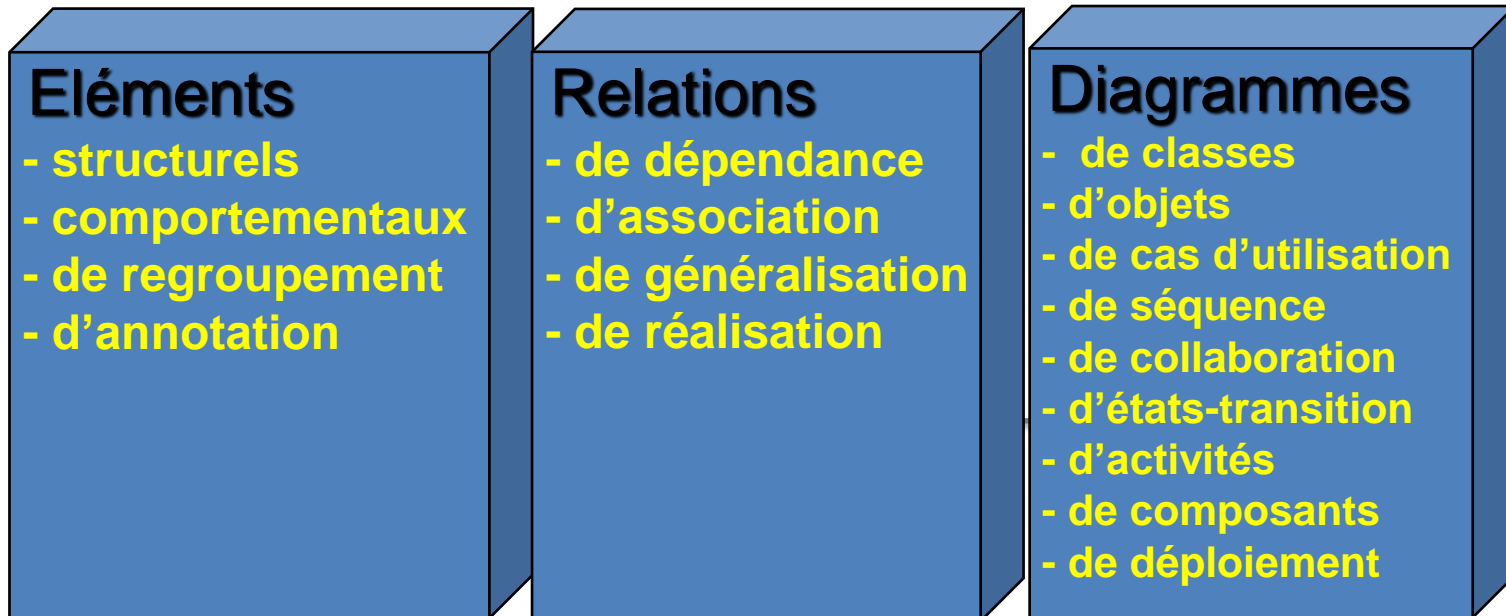 Eléments
- structurels
- comportementaux
- de regroupement
- d’annotation
Relations
- de dépendance
- d’association
- de généralisation
- de réalisation
Diagrammes
- de classes
- d’objets
- de cas d’utilisation
- de séquence
- de collaboration
- d’états-transition
- d’activités
- de composants
- de déploiement